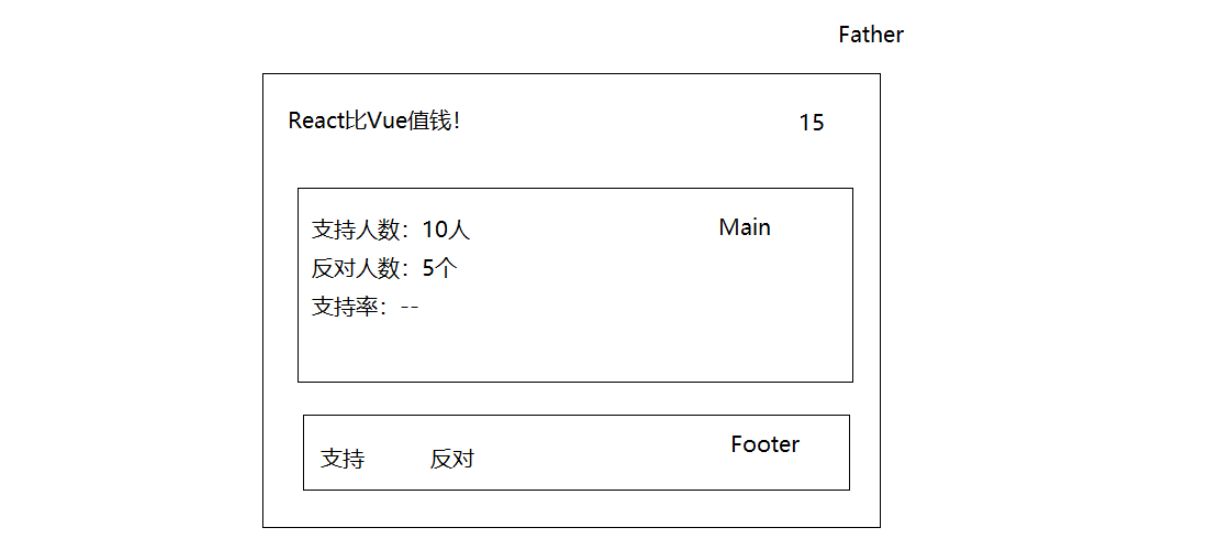 Father
React比Vue值钱！ 15
支持人数：10人 Main
反对人数：5个
支持率：--
Footer
支持 反对